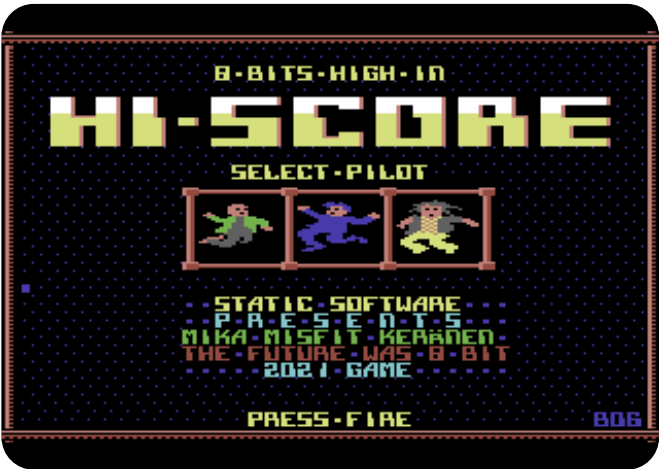 8-BITS-HIGH-IN
HI-SCORE
SELECT-PILOT
STATIC-SOFTWARE
P-R-E-S-E-N-T-S
MIKA-MISFIT-KERÄNEN
THE-FUTURE-WAS-8-BIT
2021-GAME
PRESS-FIRE
BOG